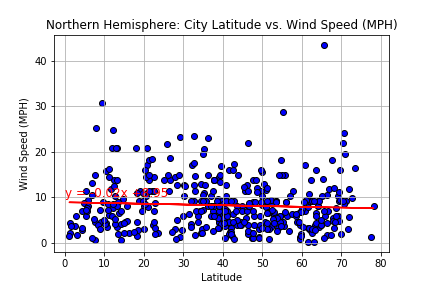 Northern Hemisphere: City Latitude vs. Wind Speed (MPH)
Wind Speed (MPH)
40
30
20
10
0
y =
0 10 20 30 40 50 60 70 80
Latitude